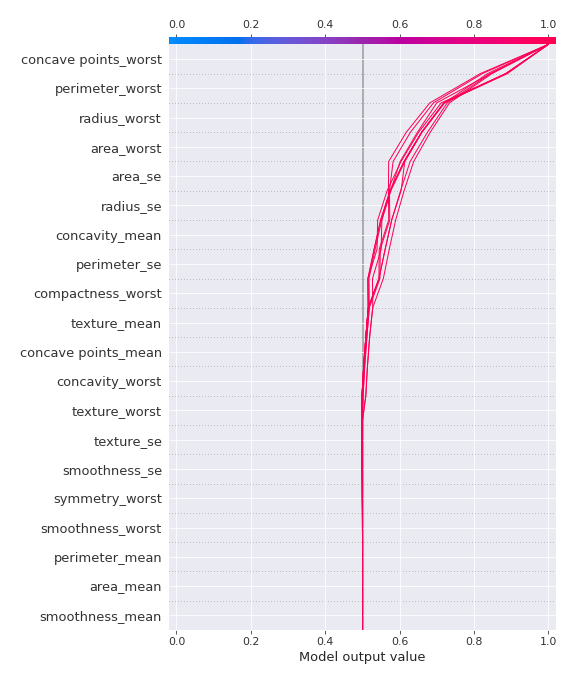 0.0 0.2 0.4 0.6 0.8 1.0
concave points_worst
perimeter_worst
radius_worst
area_worst
area_se
radius_se
concavity_mean
perimeter_se
compactness_worst
texture_mean
concave points_mean
concavity_worst
texture_worst
texture_se
smoothness_se
symmetry_worst
smoothness_worst
perimeter_mean
area_mean
smoothness_mean
0.0 0.2 0.4 0.6 0.8 1.0
Model output value